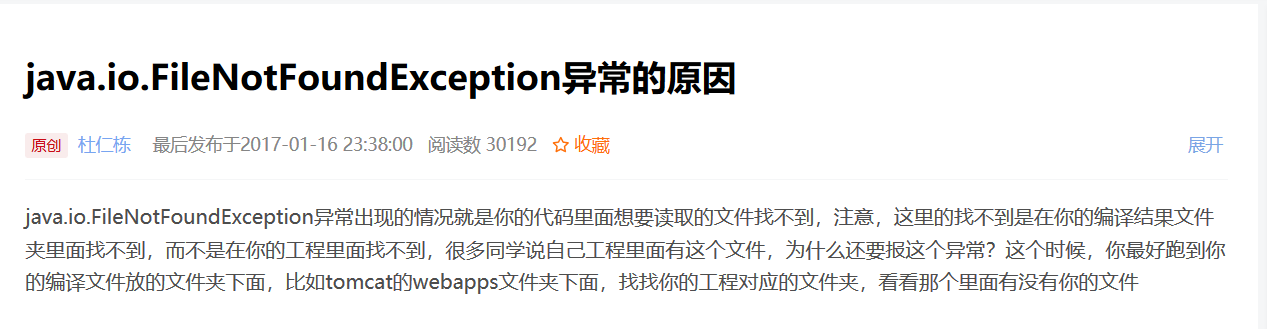 java.io.FileNotFoundException异常的原因
原创 杜仁栋 最后发布于2017-01-16 23:38:00 阅读数 30192 收藏 展开
java.io.FileNotFoundException异常出现的情况就是你的代码里面想要读取的文件找不到，注意，这里的找不到是在你的编译结果文件
夹里面找不到，而不是在你的工程里面找不到，很多同学说自己工程里面有这个文件，为什么还要报这个异常？这个时候，你最好跑到你
的编译文件放的文件夹下面，比如tomcat的webapps文件夹下面，找找你的工程对应的文件夹，看看那个里面有没有你的文件